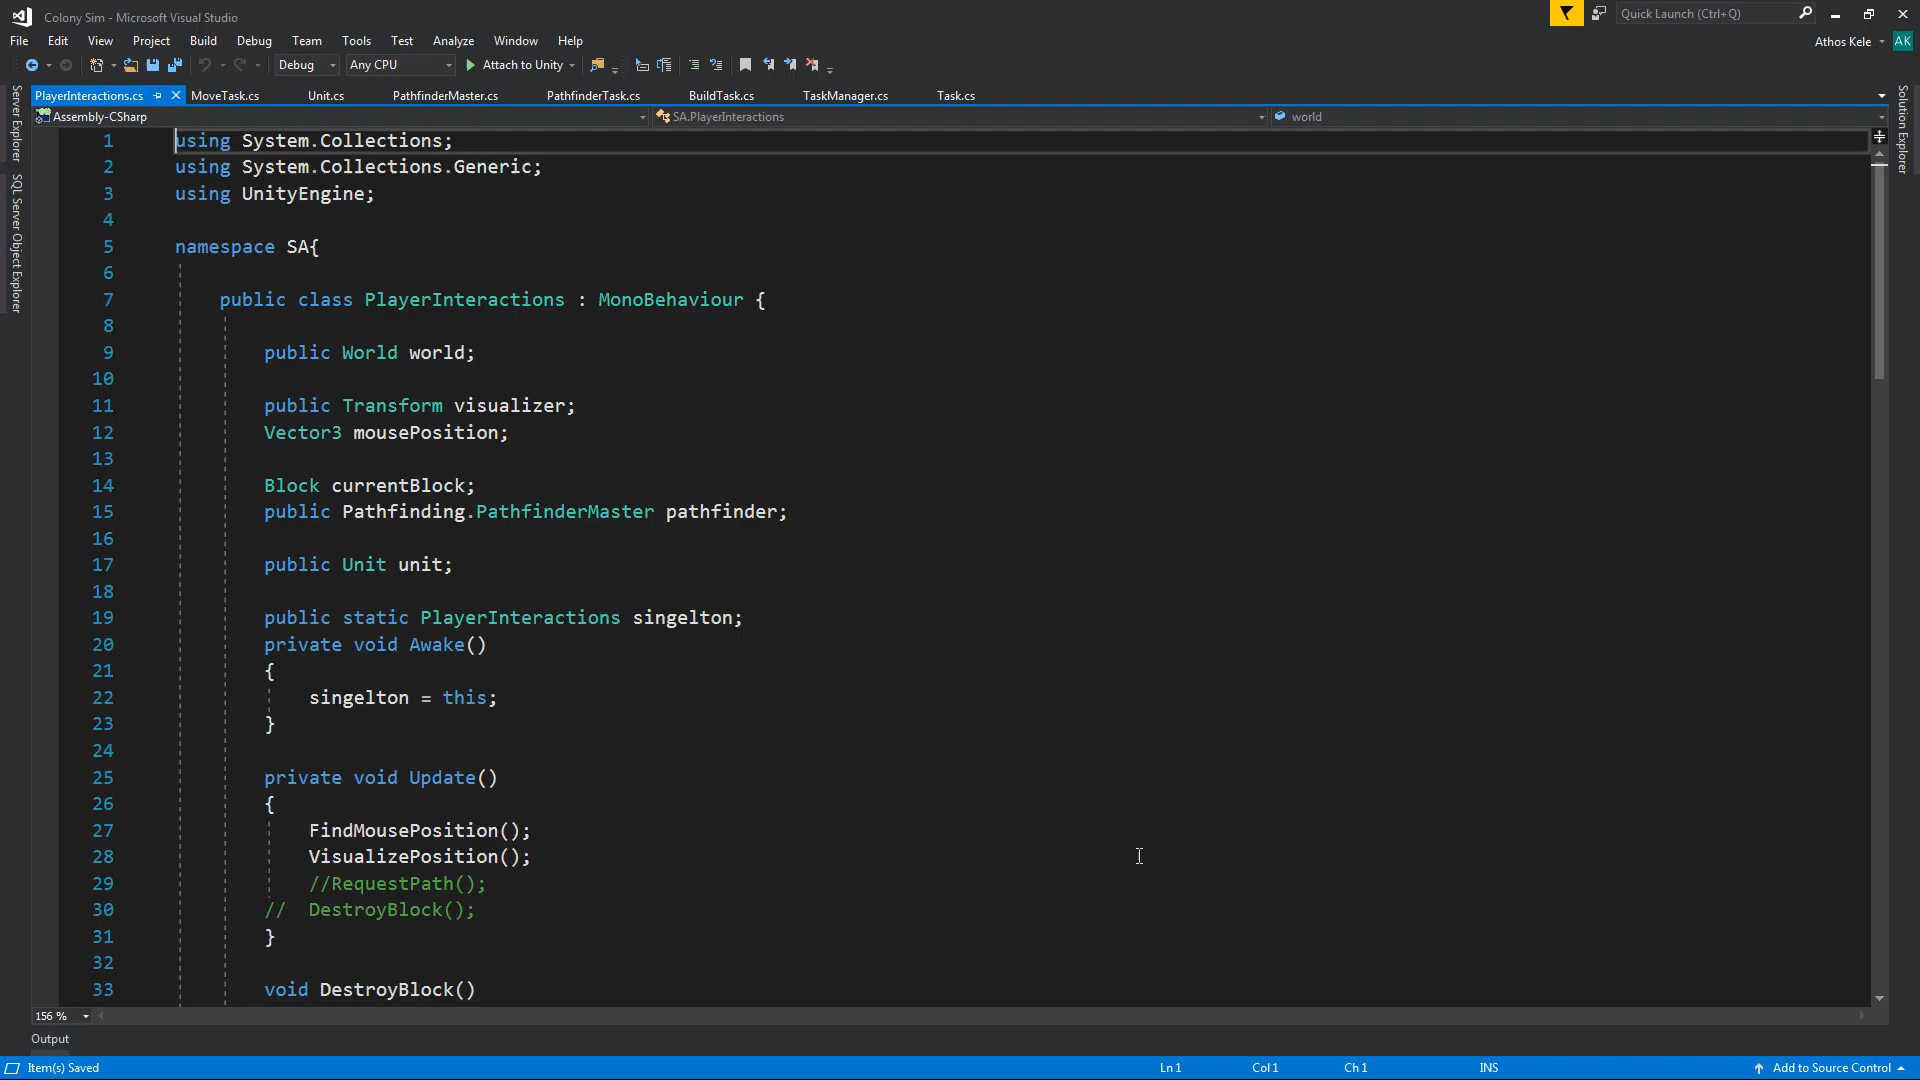 Colony Sim - Microsoft Visual Studio
Quick Launch (Ctrl+Q)
File Edit View Project Build Debug Team Tools Test Analyze Window Help
Athos Kele AK
Debug Any CPU Attach to Unity
PlayerInteractions.cs MoveTask.cs Unit.cs PathfinderMaster.cs PathfinderTask.cs BuildTask.cs TaskManager.cs Task.cs
Assembly-CSharp SA.PlayerInteractions world
Server Explorer
SQL Server Object Explorer
Solution Explorer
1 using System.Collections;
2 using System.Collections.Generic;
3 using UnityEngine;
4
5 namespace SA{
6
7 public class PlayerInteractions : MonoBehaviour {
8
9 public World world;
10
11 public Transform visualizer;
12 Vector3 mousePosition;
13
14 Block currentBlock;
15 public Pathfinding.PathfinderMaster pathfinder;
16
17 public Unit unit;
18
19 public static PlayerInteractions singelton;
20 private void Awake()
21 {
22 singelton = this;
23 }
24
25 private void Update()
26 {
27 FindMousePosition();
28 VisualizePosition();
29 //RequestPath();
30 // DestroyBlock();
31 }
32
33 void DestroyBlock()
156 %
Output
Item(s) Saved Ln 1 Col 1 Ch 1 INS Add to Source Control